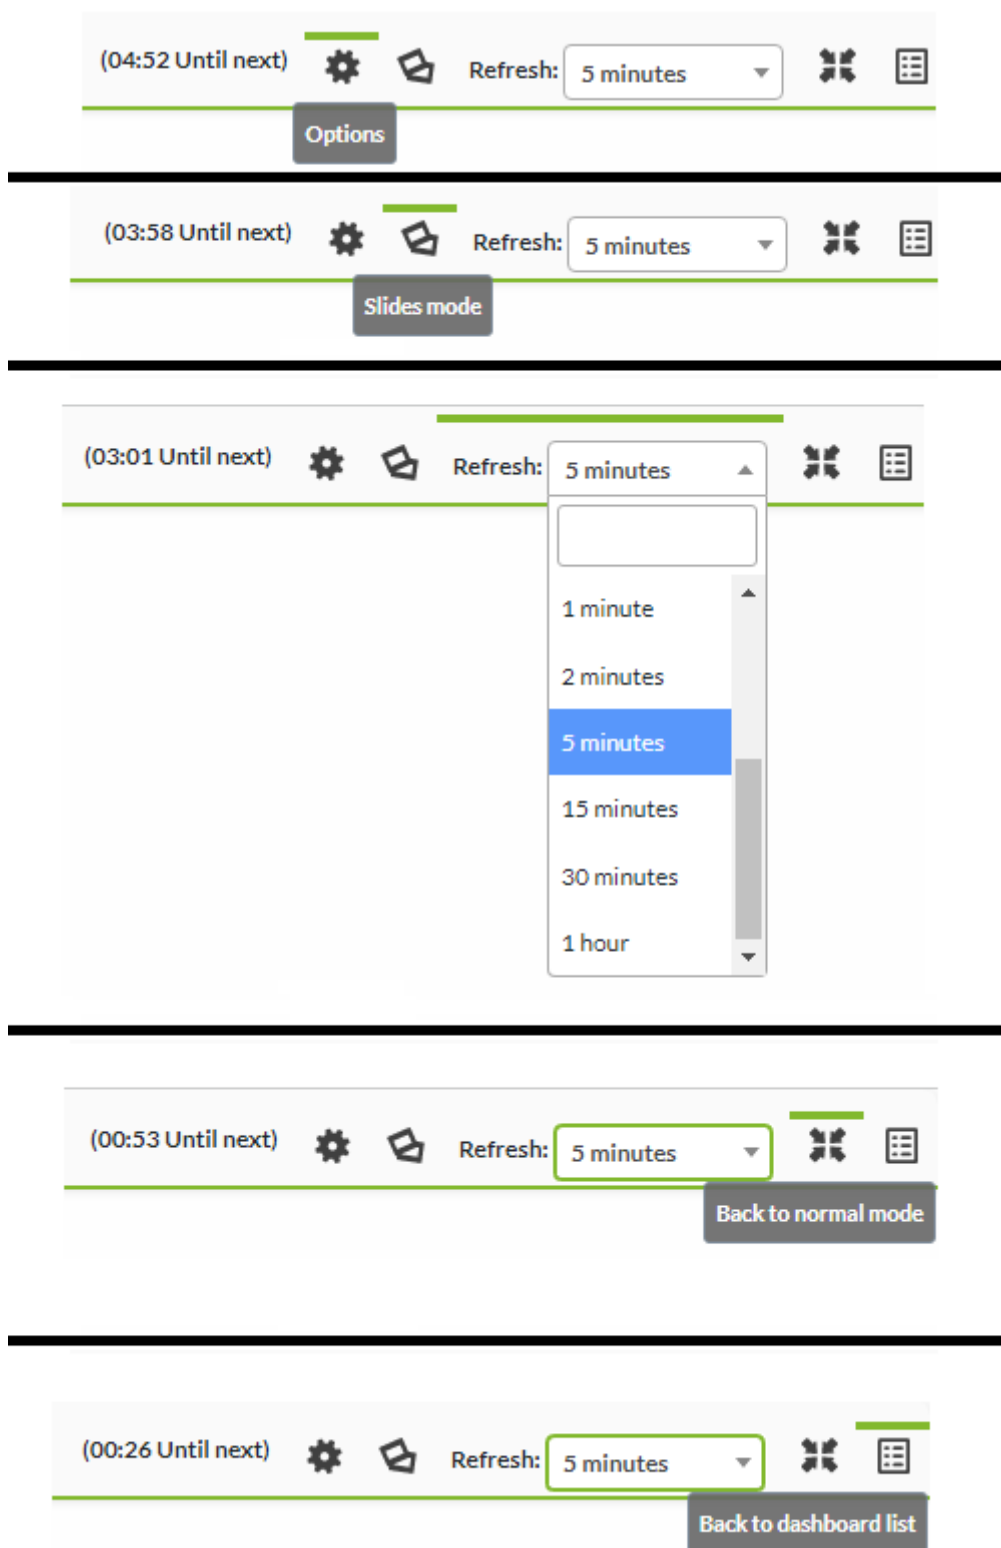 (04:52 Until next) Refresh: 5 minutes
Options
(03:58 Until next) Refresh: 5 minutes
Slides mode
(03:01 Until next) Refresh: 5 minutes
1 minute
2 minutes
5 minutes
15 minutes
30 minutes
1 hour
(00:53 Until next) Refresh: 5 minutes
Back to normal mode
(00:26 Until next) Refresh: 5 minutes
Back to dashboard list